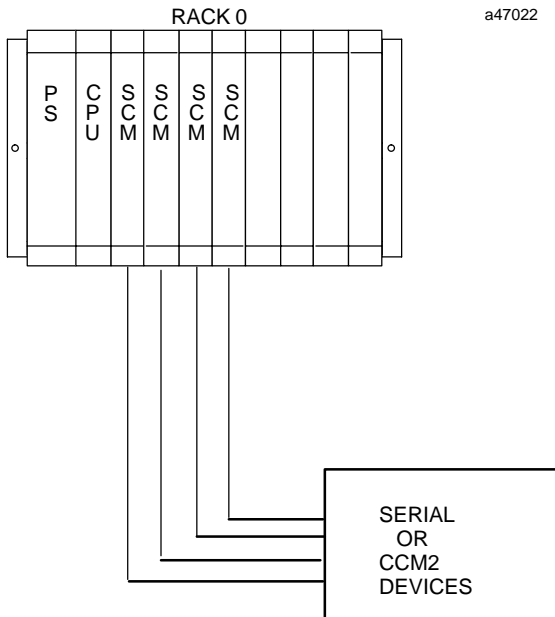 RACK 0
a47022
PS
CPU
SCM
SCM
SCM
SCM
SERIAL
OR
CCM2
DEVICES